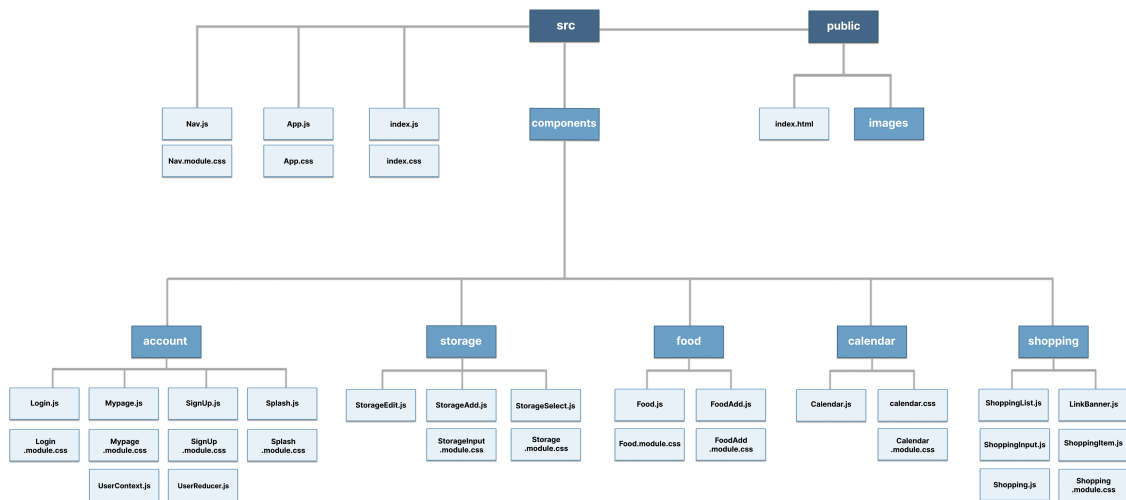 src
public
Nav.js
App.js
index.js
components
index.html
images
Nav.module.css
App.css
index.css
account
storage
food
calendar
shopping
Login.js
Mypage.js
SignUp.js
Splash.js
StorageEdit.js
StorageAdd.js
StorageSelect.js
Food.js
FoodAdd.js
Calendar.js
calendar.css
ShoppingList.js
LinkBanner.js
Login
.module.css
Mypage
.module.css
SignUp
.module.css
Splash
.module.css
StorageInput
.module.css
Storage
.module.css
Food.module.css
FoodAdd
.module.css
Calendar
.module.css
ShoppingInput.js
ShoppingItem.js
UserContext.js
UserReducer.js
Shopping.js
Shopping
.module.css